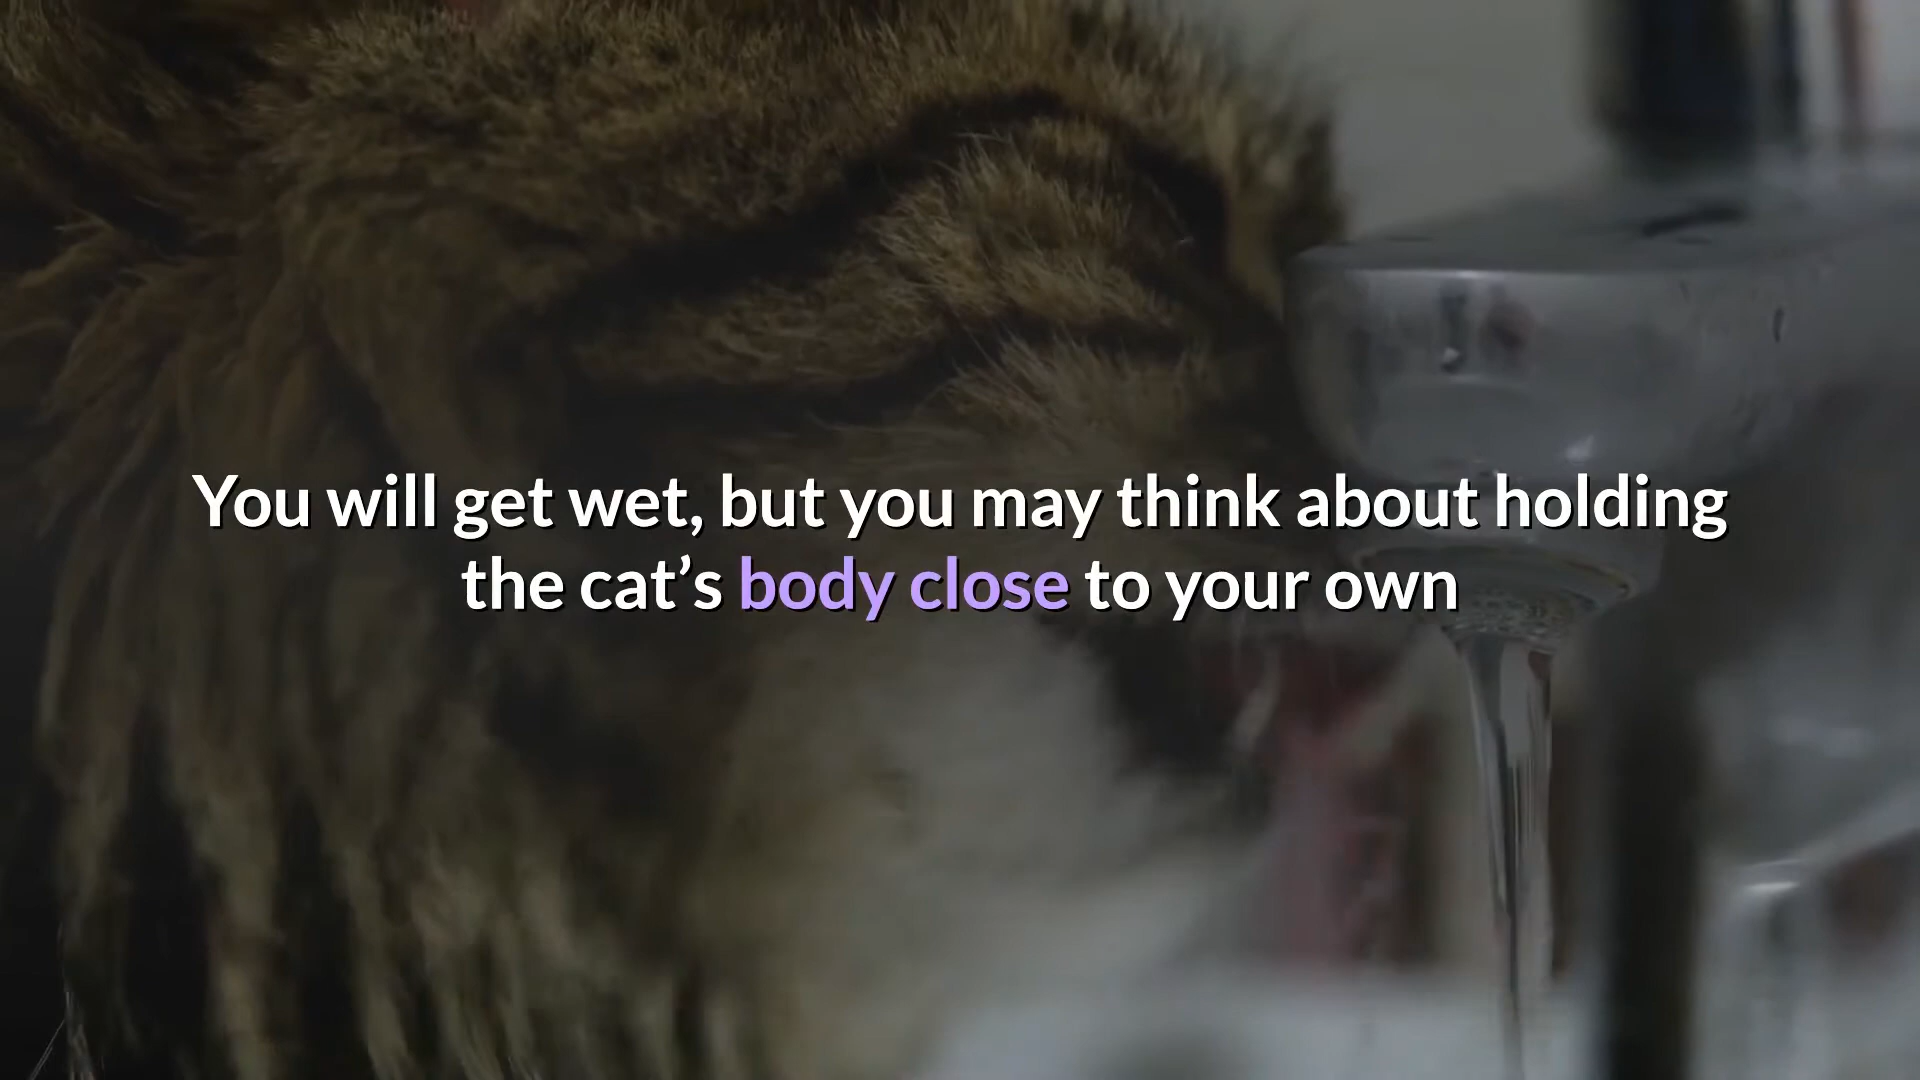 You will get wet, but you may think about holding
the cat’s body close to your own